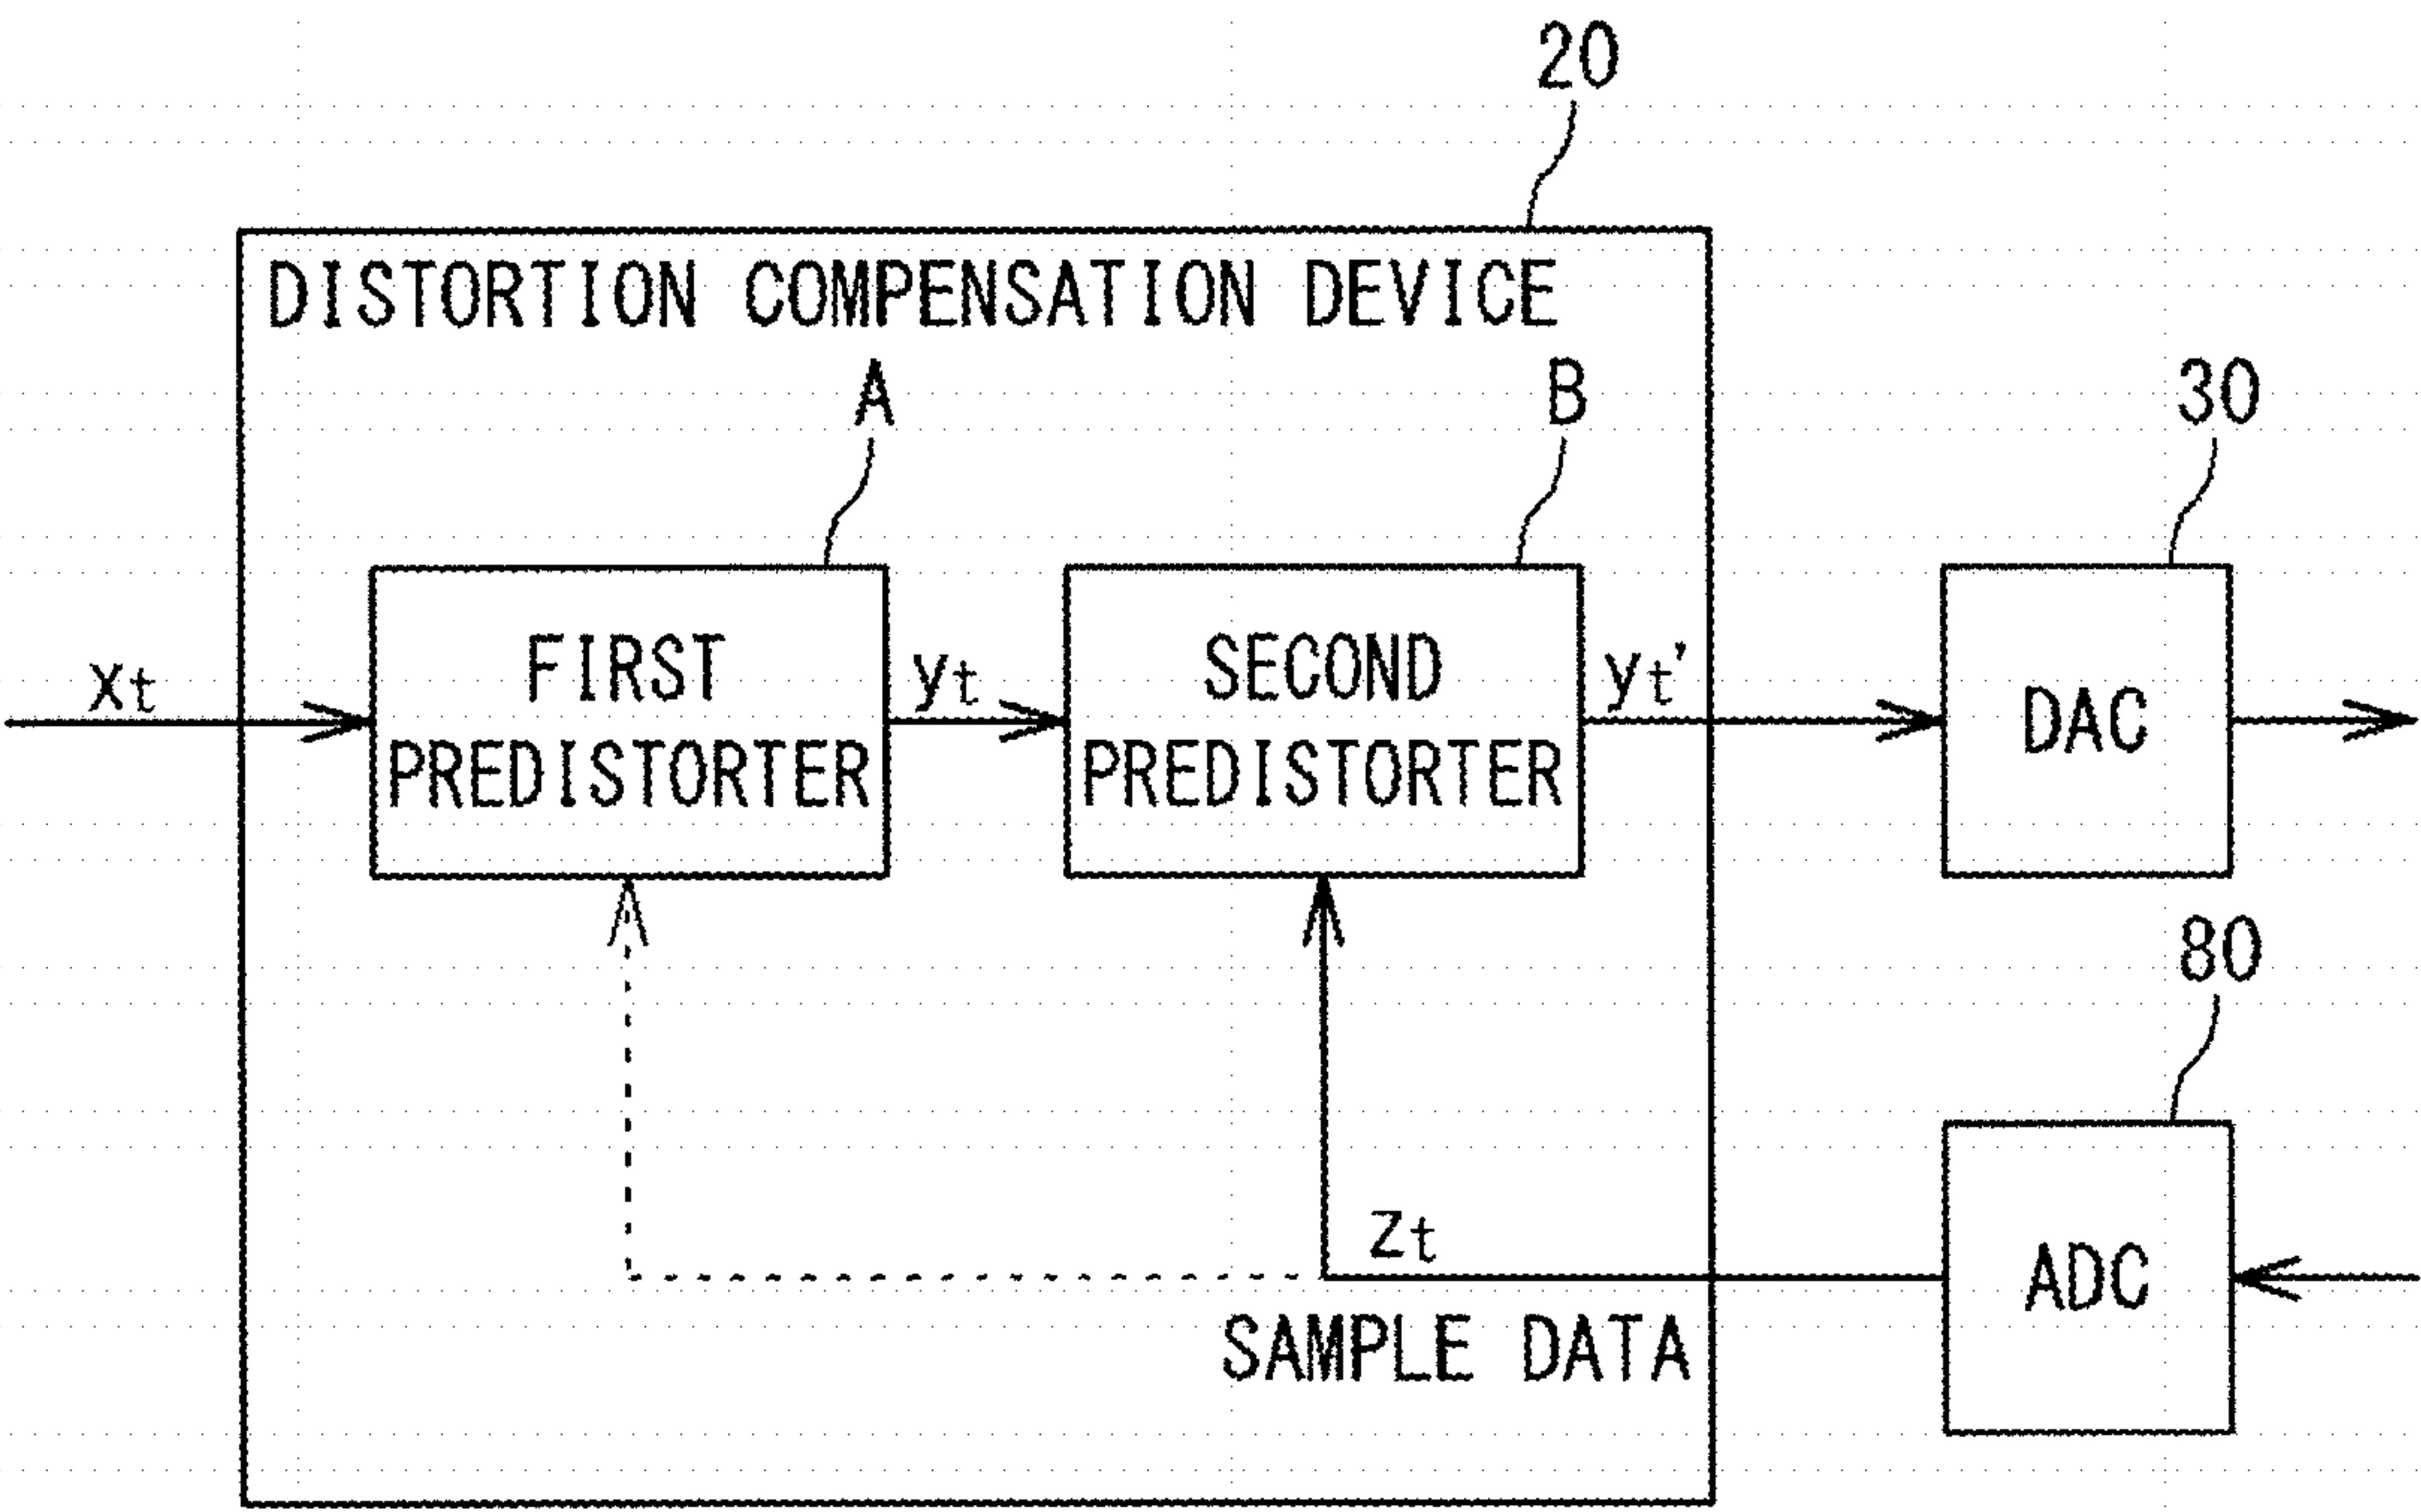 20
DISTORTION COMPENSATION DEVICE
A
B
30
xt
FIRST
PREDISTORTER
yt
SECOND
PREDISTORTER
yt'
DAC
80
zt
SAMPLE DATA
ADC